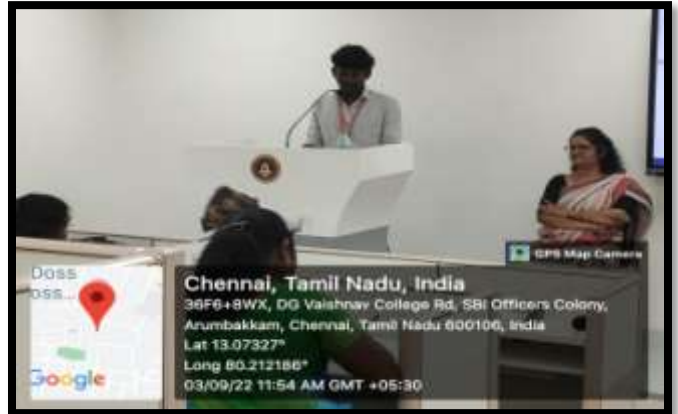 GPS Map Camera
Doss
oss...
Google
Chennai, Tamil Nadu, India
36F6+8WX, DG Vaishnav College Rd, SBI Officers Colony,
Arumbakkam, Chennai, Tamil Nadu 600106, India
Lat 13.07327°
Long 80.212186°
03/09/22 11:54 AM GMT +05:30